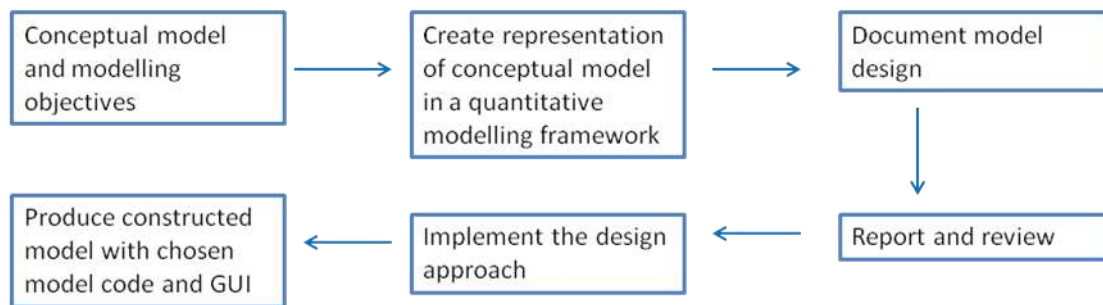 Conceptual model
and modelling
objectives
Create representation
of conceptual model
in a quantitative
modelling framework
Document model
design
Report and review
Implement the design
approach
Produce constructed
model with chosen
model code and GUI